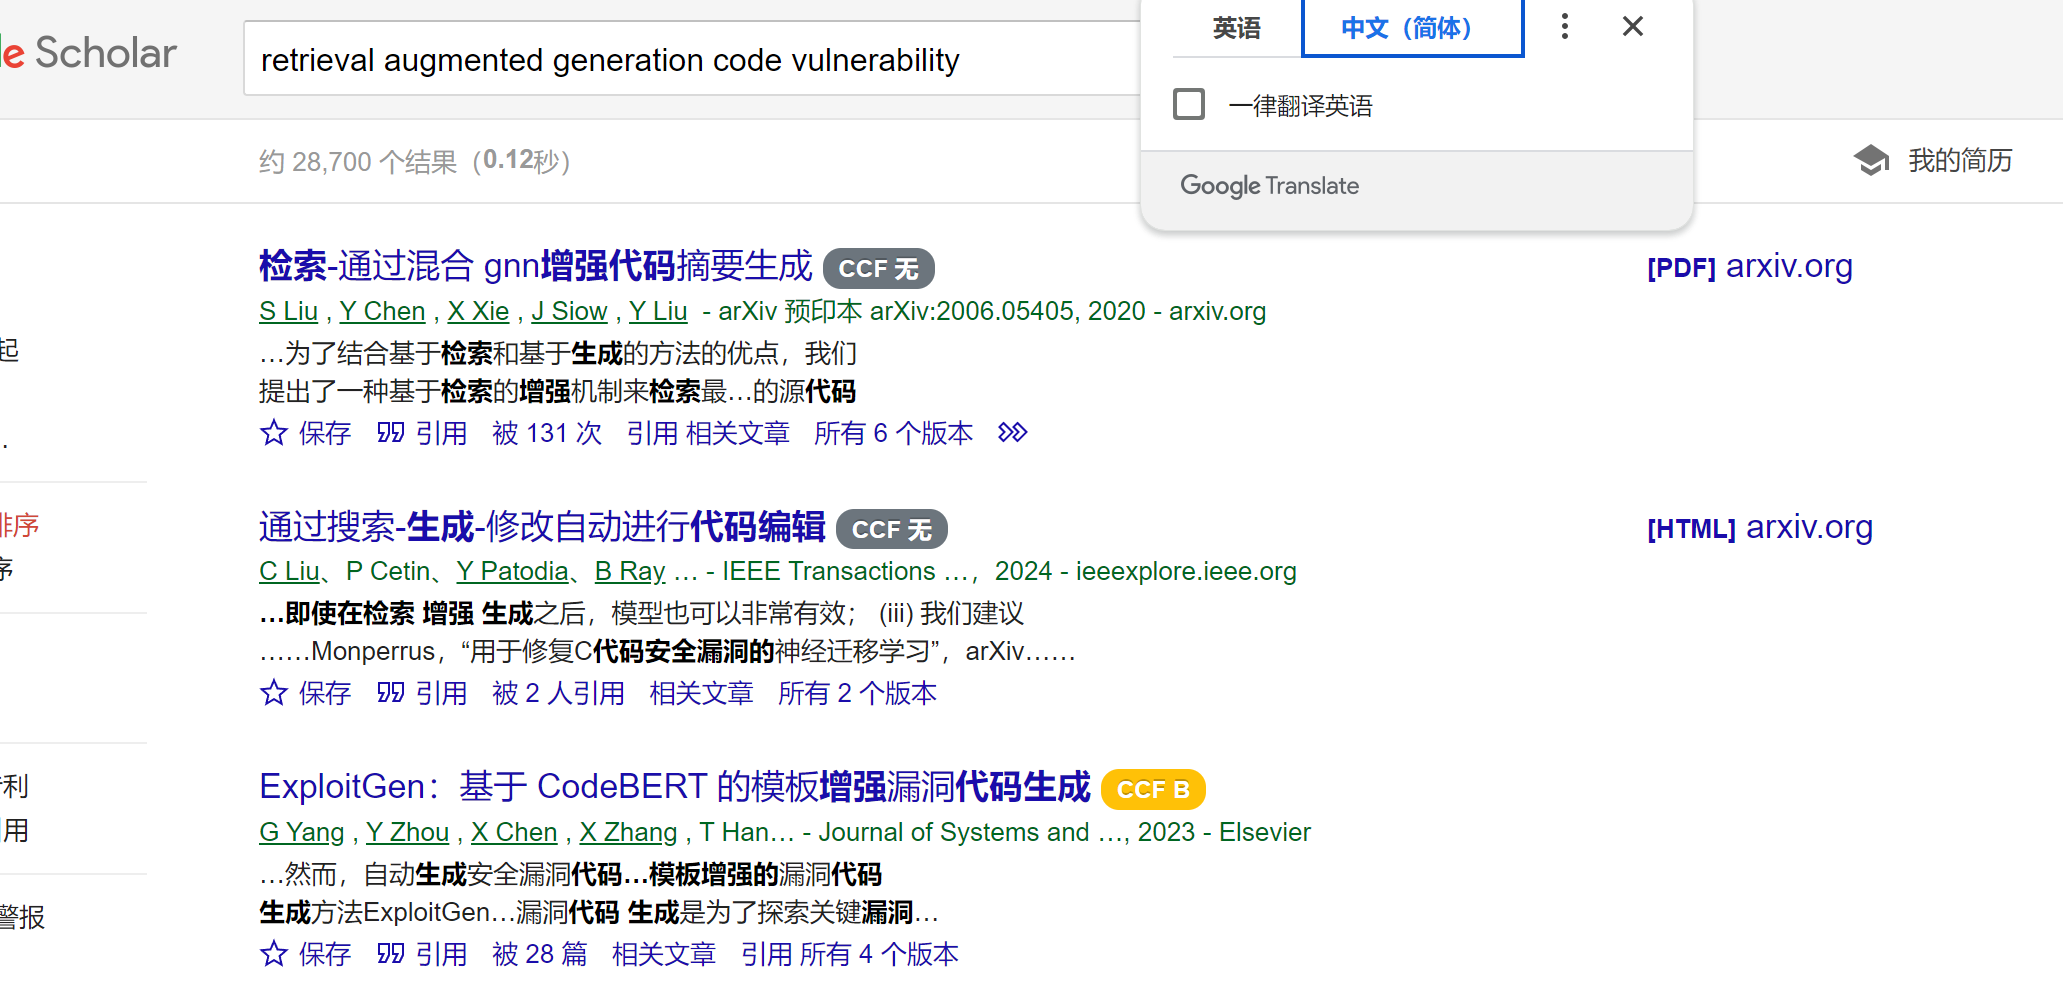 e Scholar
retrieval augmented generation code vulnerability
英语 中文（简体）
一律翻译英语
Google Translate
约 28,700 个结果（0.12秒）
我的简历
检索-通过混合 gnn增强代码摘要生成 CCF 无
[PDF] arxiv.org
S Liu , Y Chen , X Xie , J Siow , Y Liu - arXiv 预印本 arXiv:2006.05405, 2020 - arxiv.org
…为了结合基于检索和基于生成的方法的优点，我们
提出了一种基于检索的增强机制来检索最…的源代码
保存 引用 被 131 次 引用 相关文章 所有 6 个版本
起
.
通过搜索-生成-修改自动进行代码编辑 CCF 无
[HTML] arxiv.org
C Liu、P Cetin、Y Patodia、B Ray … - IEEE Transactions …，2024 - ieeexplore.ieee.org
…即使在检索 增强 生成之后，模型也可以非常有效； (iii) 我们建议
……Monperrus，“用于修复C代码安全漏洞的神经迁移学习”，arXiv……
保存 引用 被 2 人引用 相关文章 所有 2 个版本
排序
序
ExploitGen：基于 CodeBERT 的模板增强漏洞代码生成 CCF B
G Yang , Y Zhou , X Chen , X Zhang , T Han… - Journal of Systems and …, 2023 - Elsevier
…然而，自动生成安全漏洞代码…模板增强的漏洞代码
生成方法ExploitGen…漏洞代码 生成是为了探索关键漏洞…
保存 引用 被 28 篇 相关文章 引用 所有 4 个版本
利
用
警报